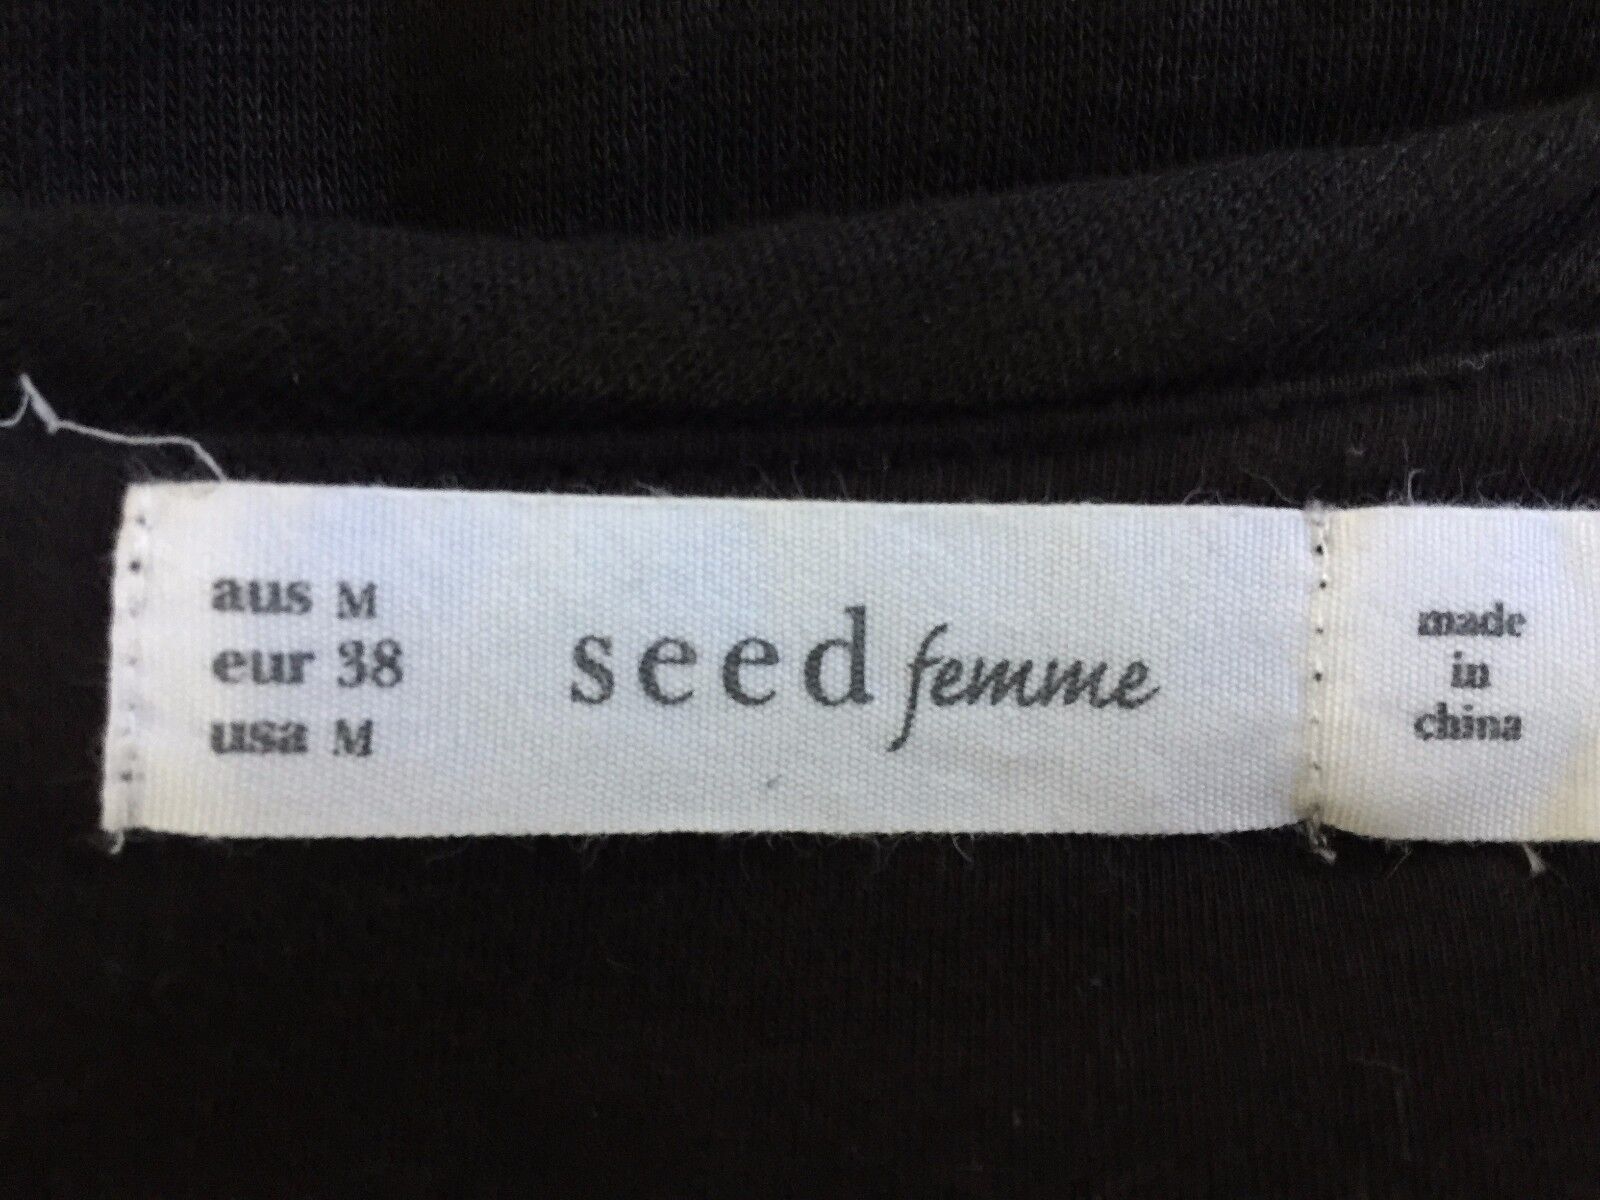 aus M
eur 38
usa M
seed femme
made
in
china